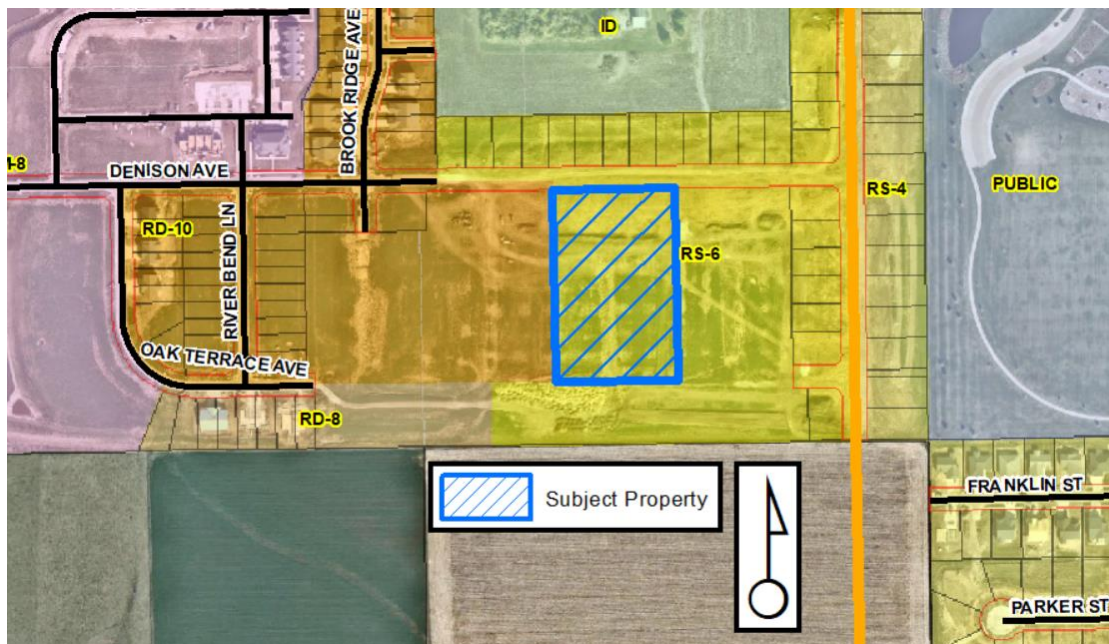 ID
BROOK RIDGE AVE
DENISON AVE
-8
PUBLIC
RS-4
RD-10
RIVER BEND LN
RS-6
OAK TERRACE AVE
RD-8
Subject Property
FRANKLIN ST
PARKER ST